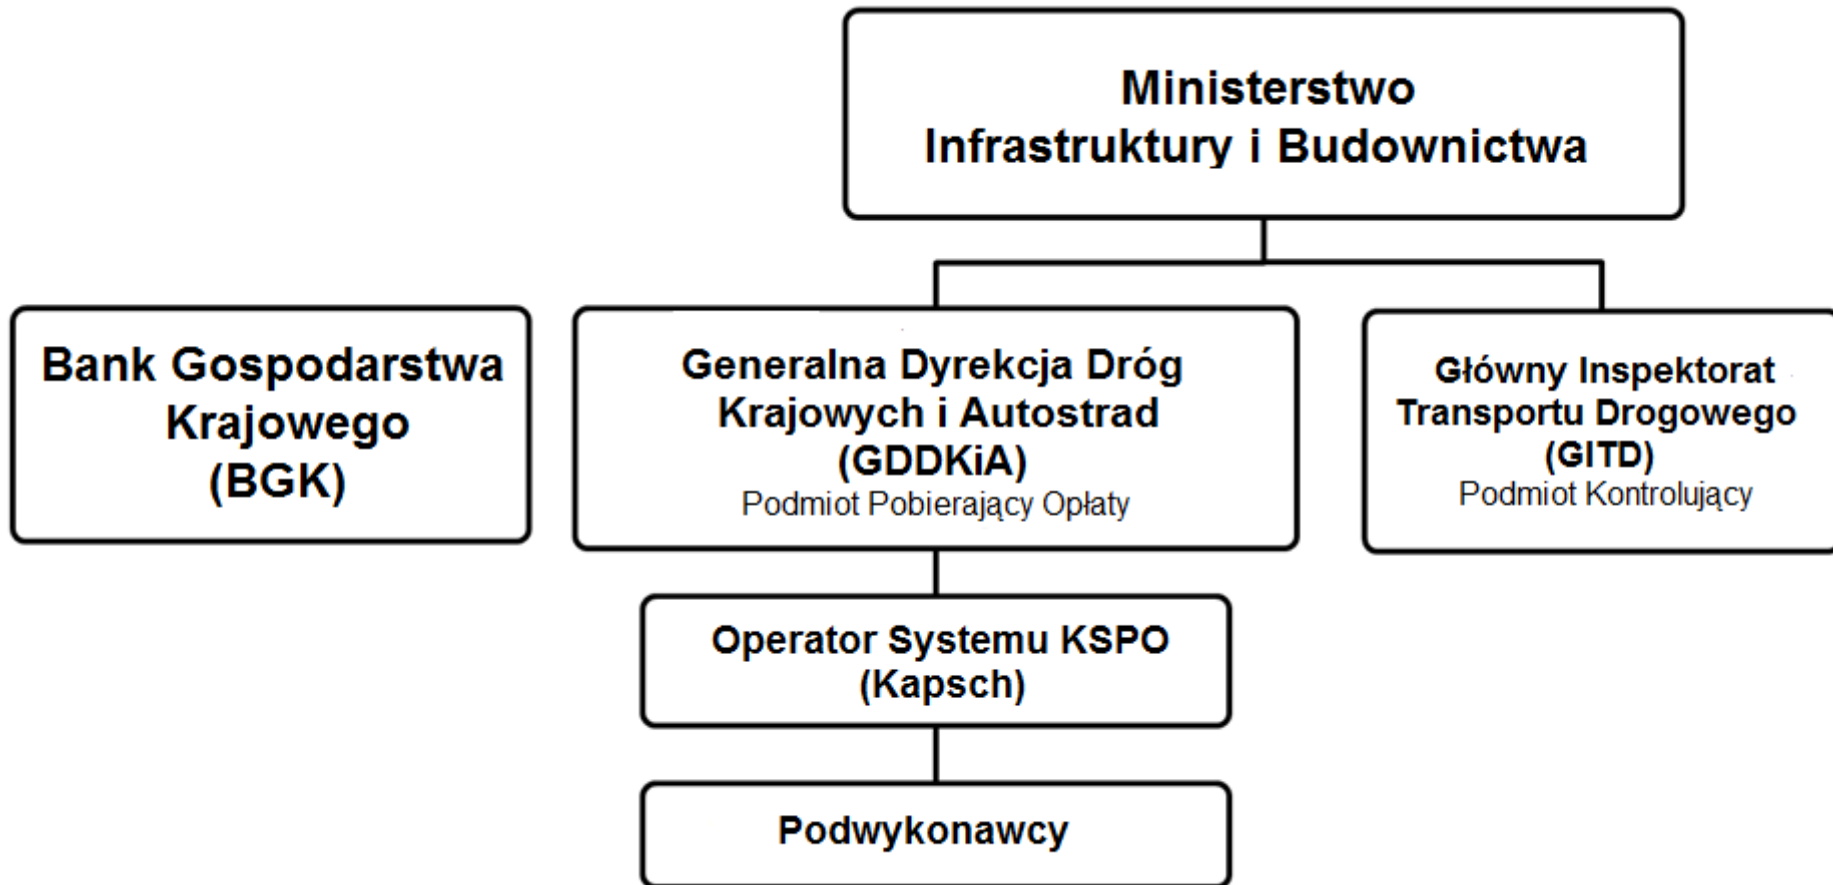 Ministerstwo
Infrastruktury i Budownictwa
Bank Gospodarstwa
Krajowego
(BGK)
Generalna Dyrekcja Dróg
Krajowych i Autostrad
(GDDKiA)
Podmiot Pobierający Opłaty
Główny Inspektorat
Transportu Drogowego
(GITD)
Podmiot Kontrolujący
Operator Systemu KSPO
(Kapsch)
Podwykonawcy